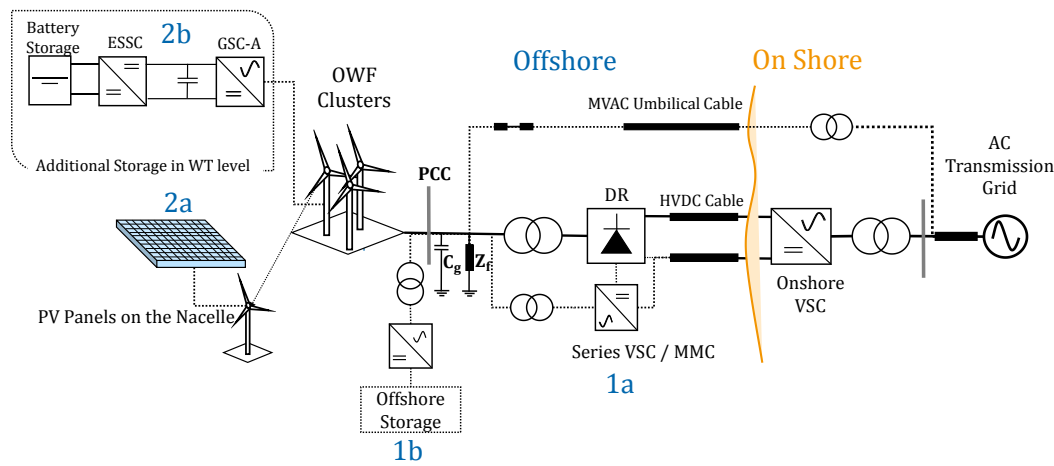 Battery
Storage
ESSC
2b
GSC-A
Additional Storage in WT level
OWF
Clusters
Offshore
On Shore
MVAC Umbilical Cable
AC
Transmission
Grid
2a
PCC
DR
HVDC Cable
C_g
Z_f
Onshore
VSC
PV Panels on the Nacelle
Series VSC / MMC
1a
Offshore
Storage
1b